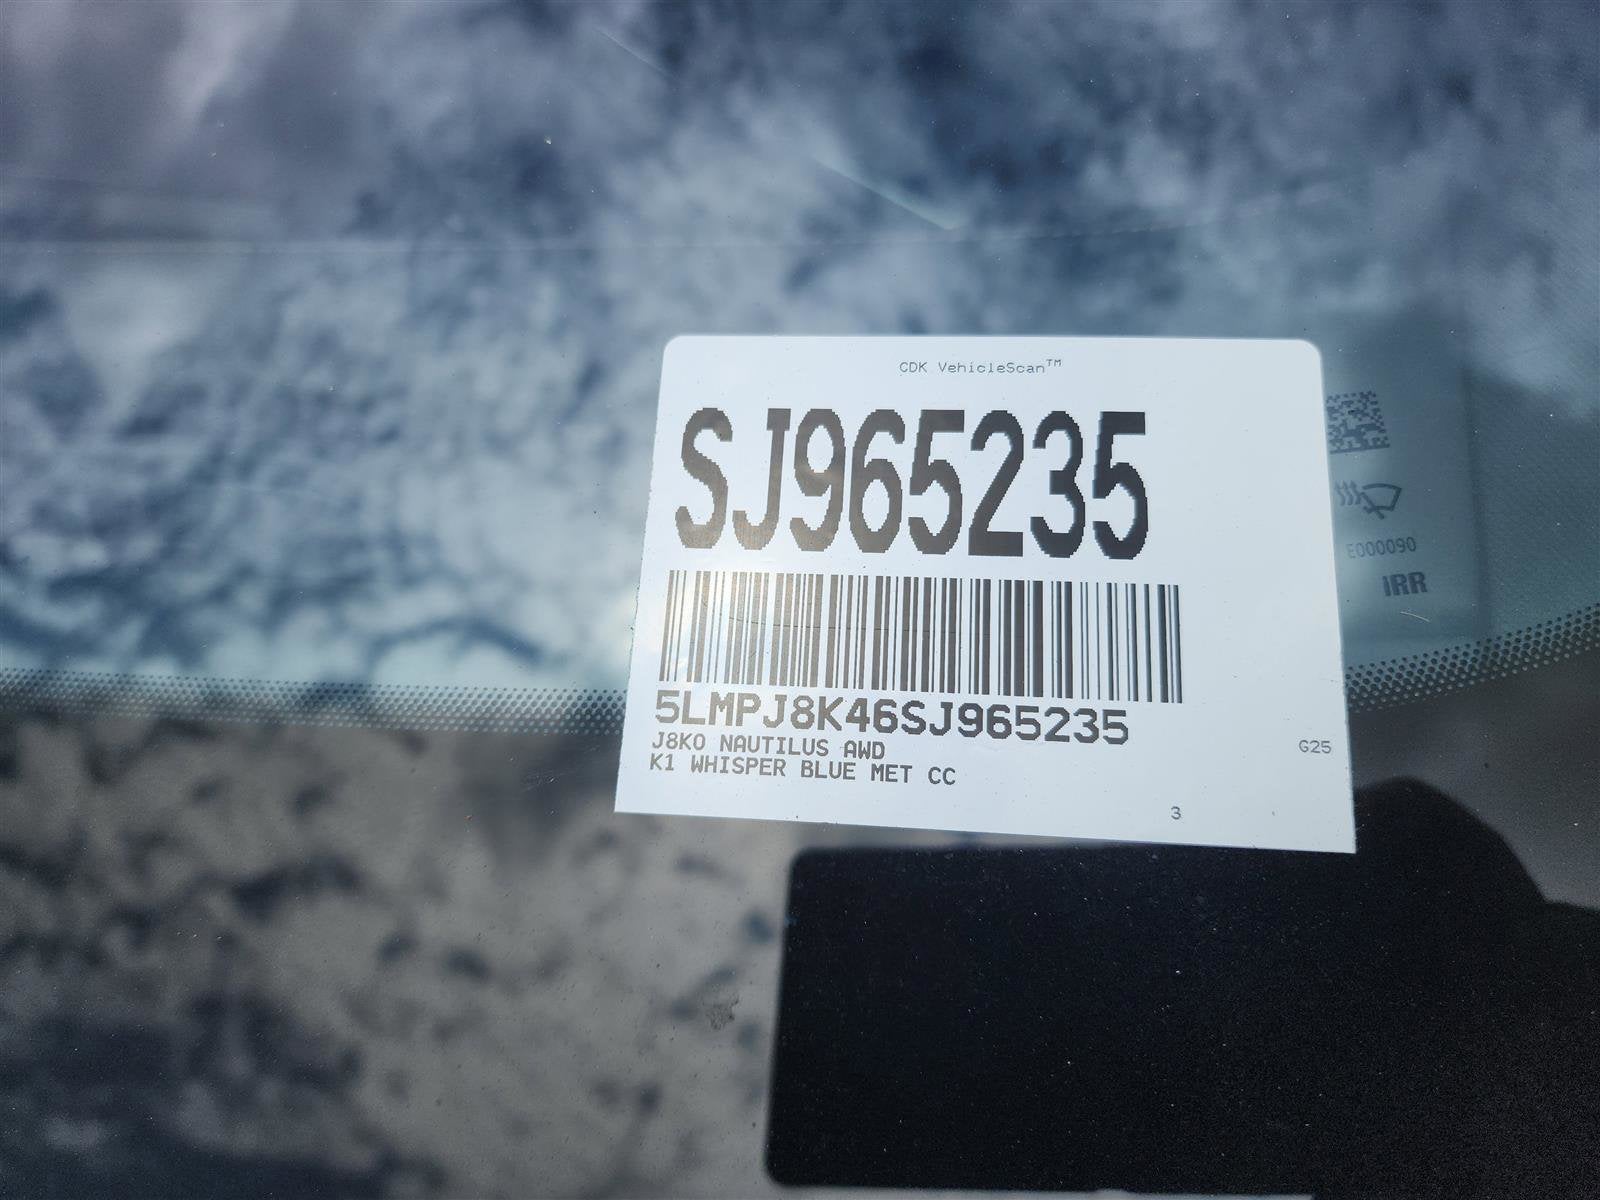 CDK VehicleScan™
SJ965235
5LMPJ8K46SJ965235
J8K0 NAUTILUS AWD
K1 WHISPER BLUE MET CC
G25
3
E000090
IRR